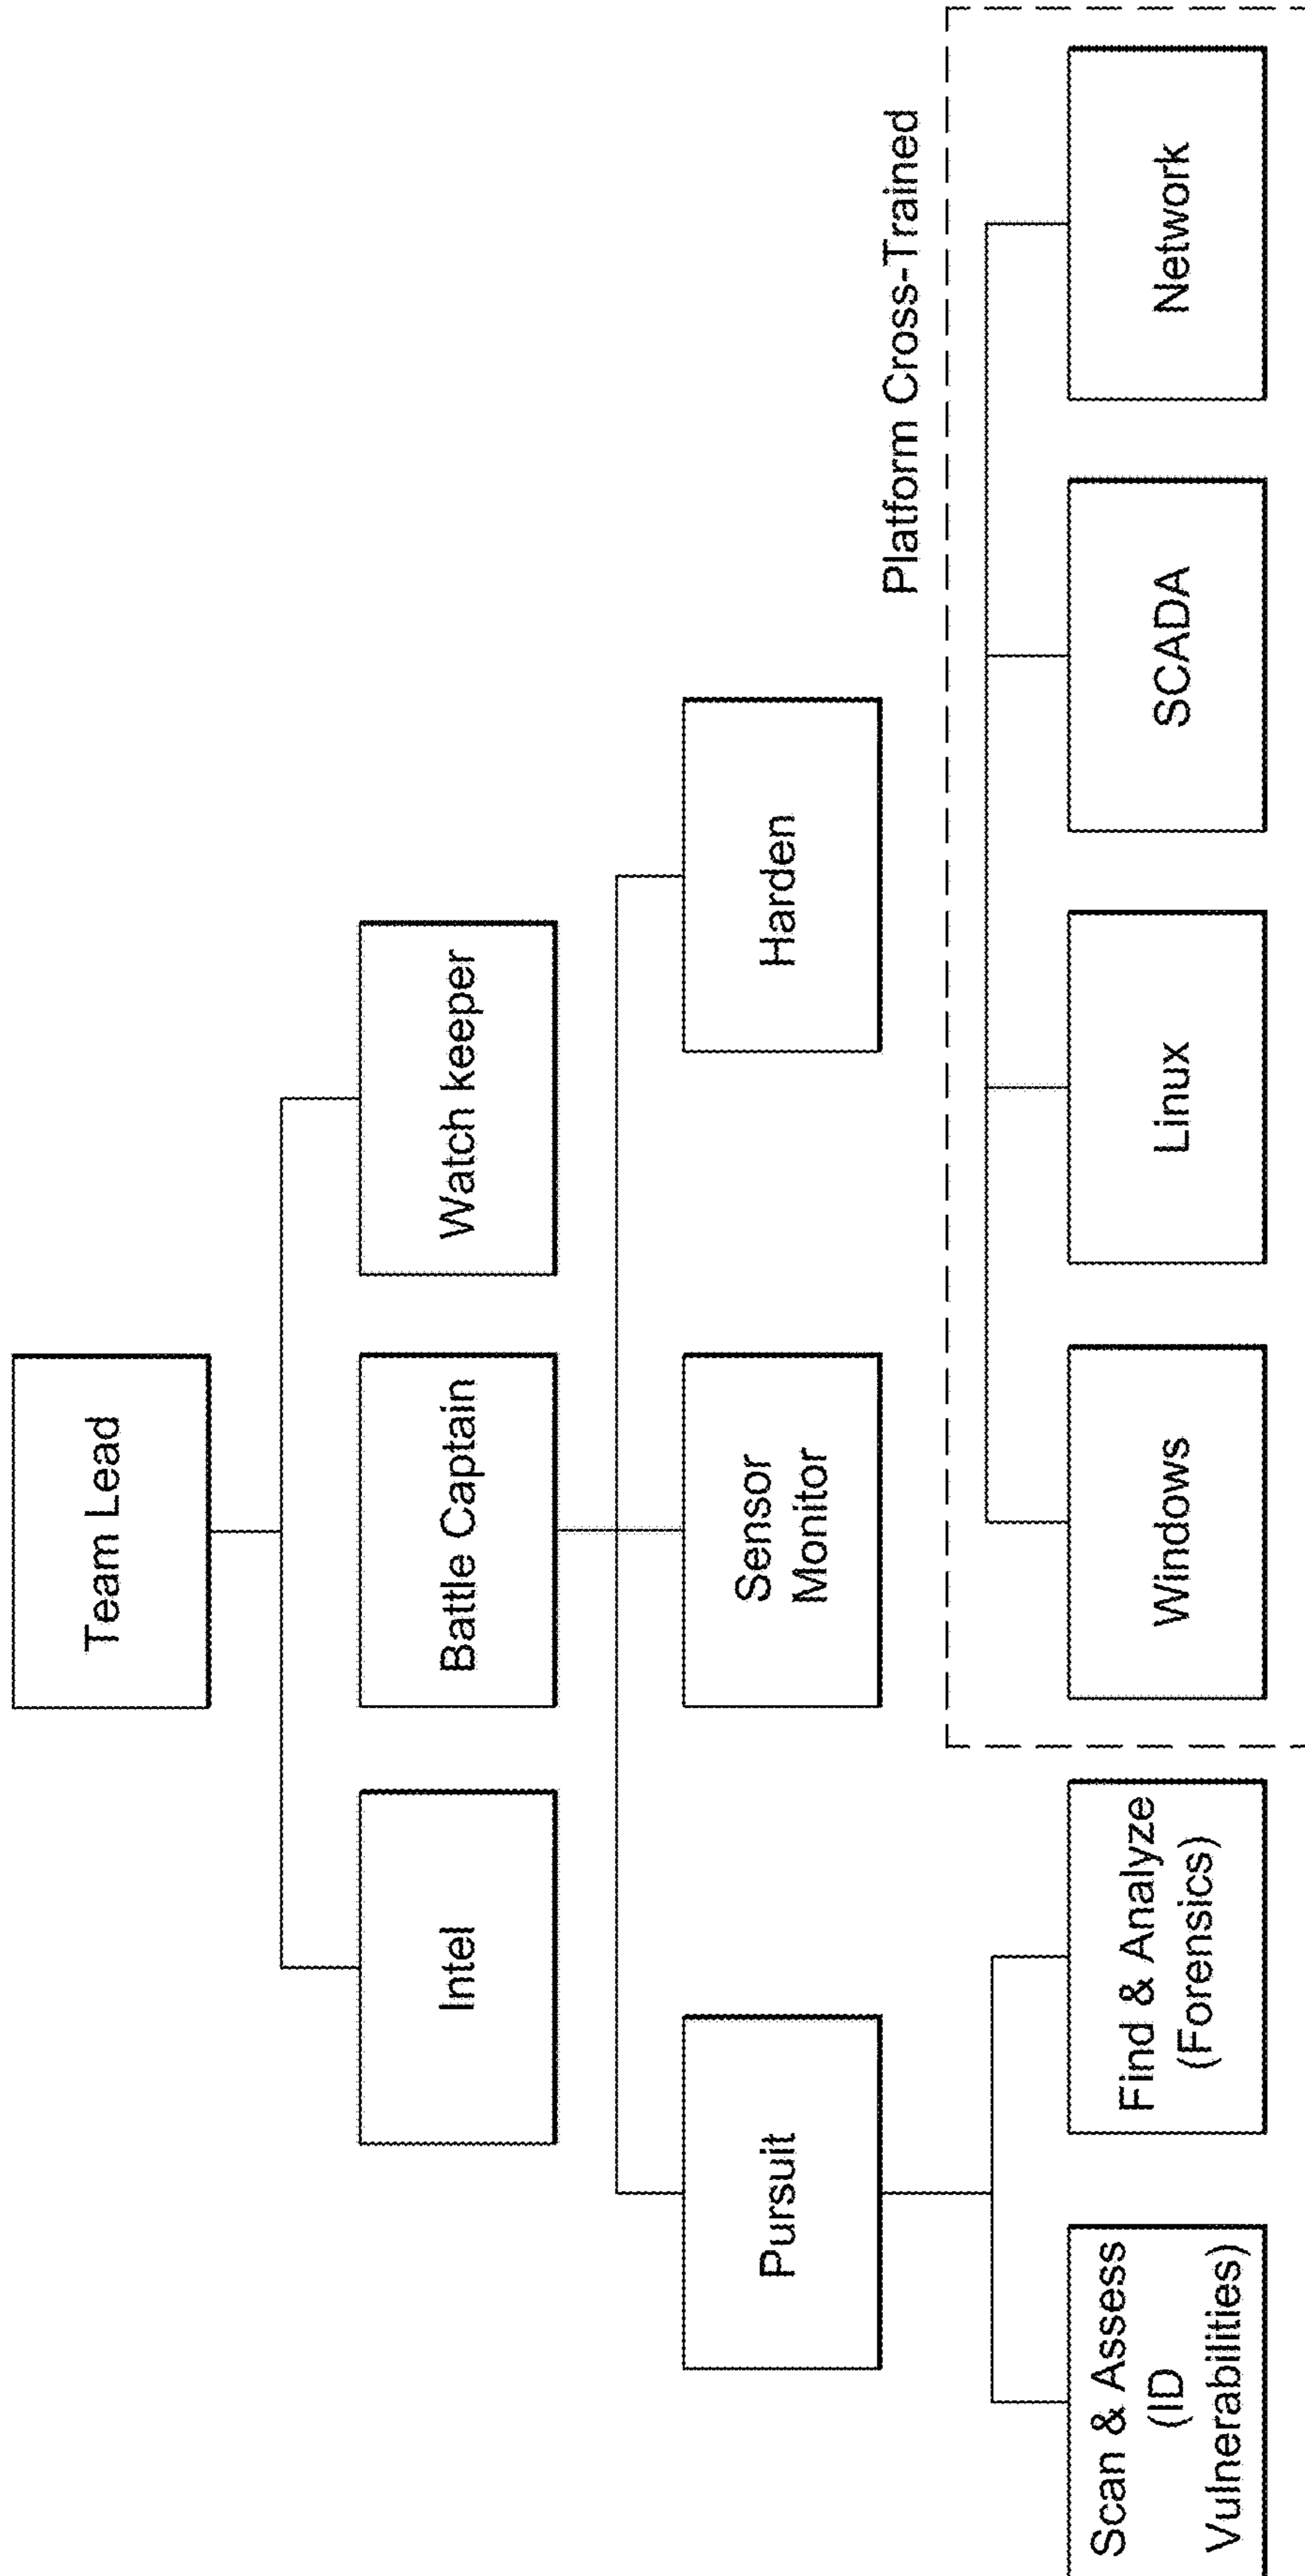 Team Lead
Intel
Battle Captain
Watch keeper
Pursuit
Sensor
Monitor
Harden
Platform Cross-Trained
Scan & Assess
(ID
Vulnerabilities)
Find & Analyze
(Forensics)
Windows
Linux
SCADA
Network